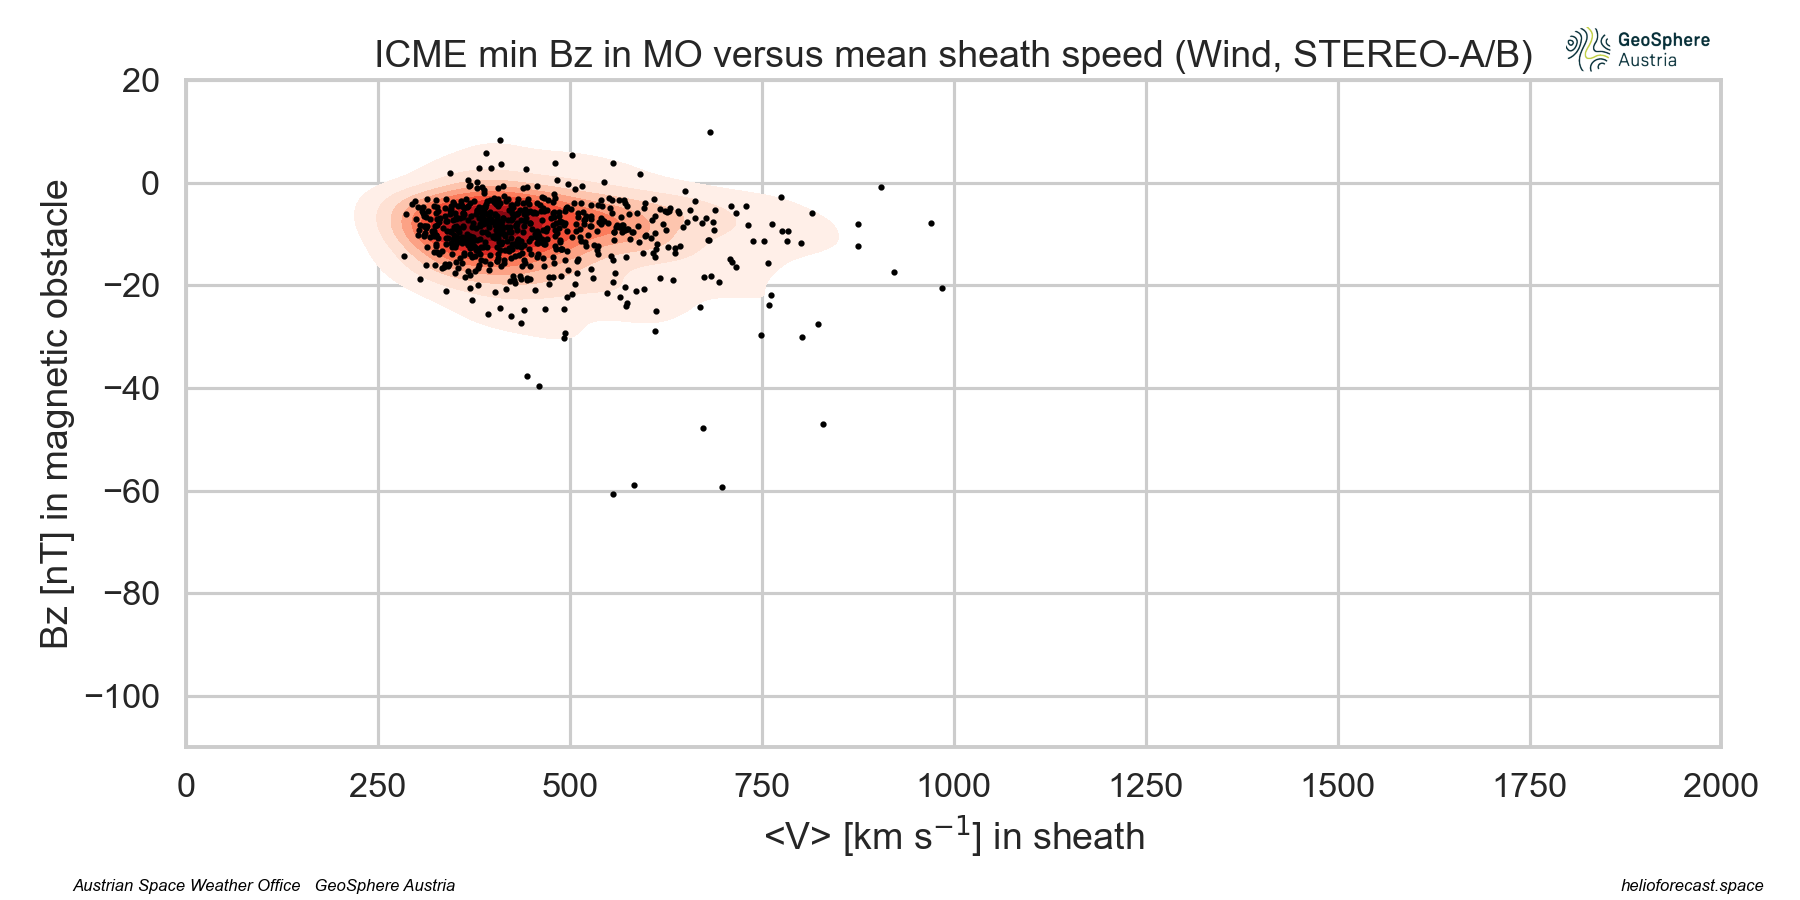 ICME min Bz in MO versus mean sheath speed (Wind, STEREO-A/B)
GeoSphere
Austria
20
0
−20
−40
−60
−80
−100
Bz [nT] in magnetic obstacle
0 250 500 750 1000 1250 1500 1750 2000
<V> [km s⁻¹] in sheath
Austrian Space Weather Office GeoSphere Austria
helioforecast.space